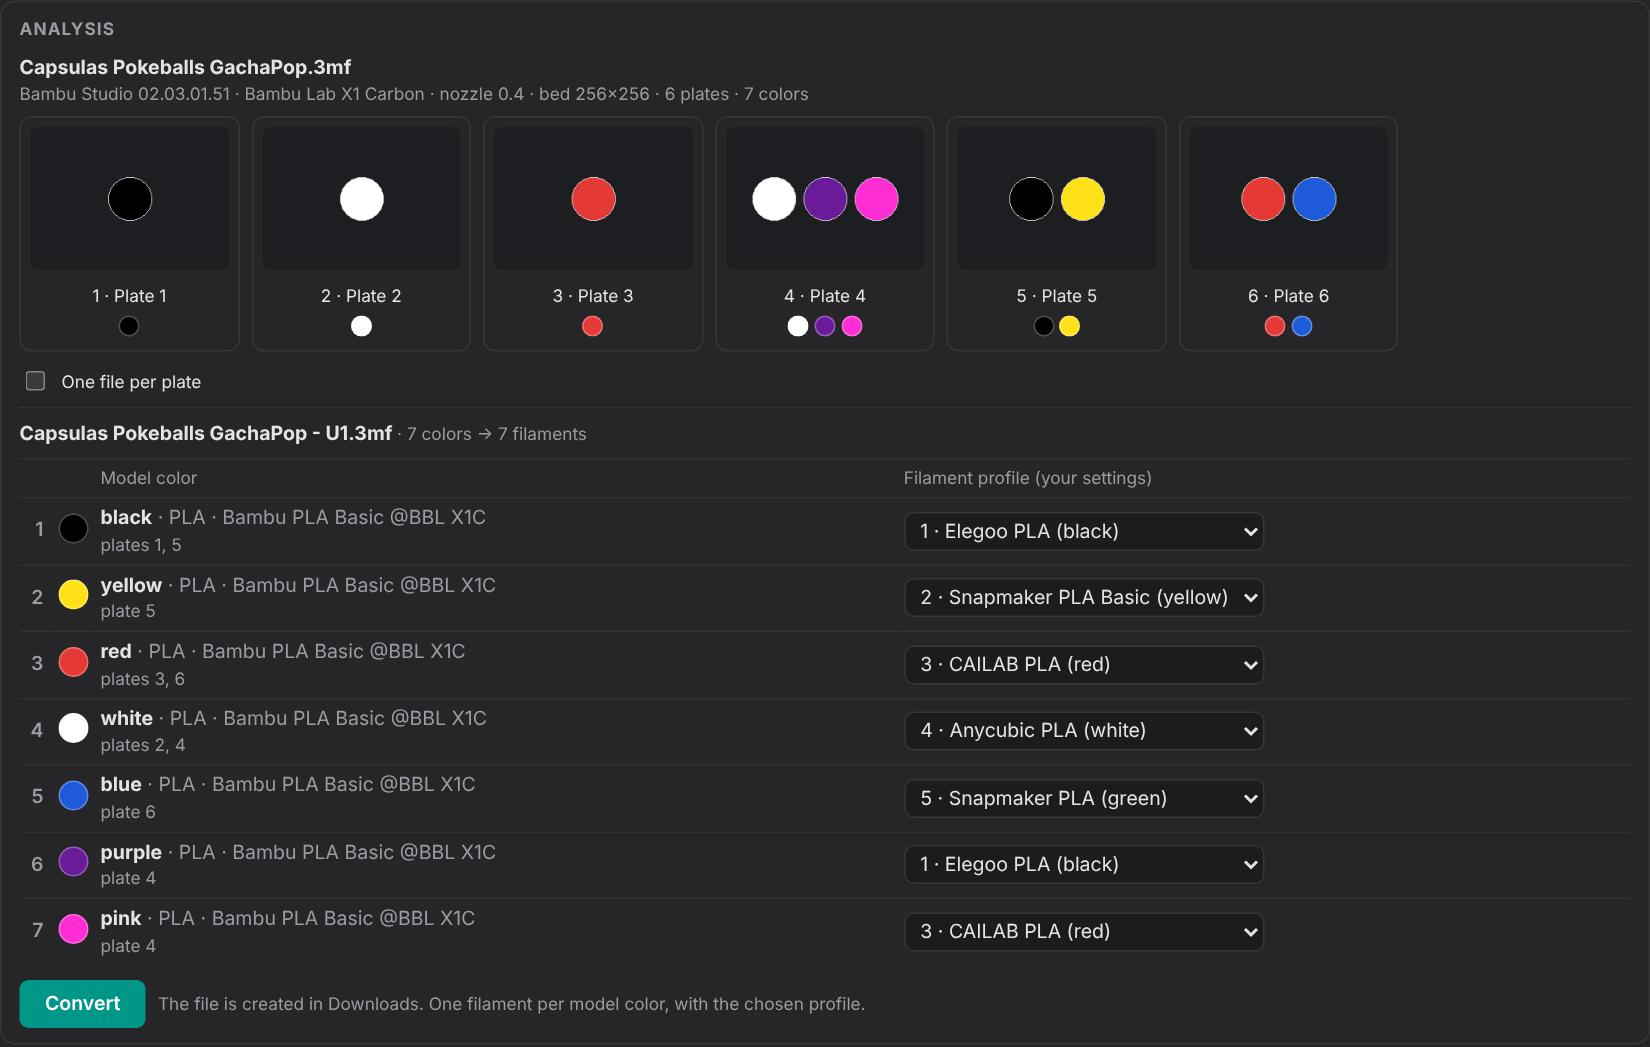 ANALYSIS
Capsulas Pokeballs GachaPop.3mf
Bambu Studio 02.03.01.51 · Bambu Lab X1 Carbon · nozzle 0.4 · bed 256×256 · 6 plates · 7 colors
1 · Plate 1
2 · Plate 2
3 · Plate 3
4 · Plate 4
5 · Plate 5
6 · Plate 6
One file per plate
Capsulas Pokeballs GachaPop - U1.3mf · 7 colors → 7 filaments
Model color
Filament profile (your settings)
1
black · PLA · Bambu PLA Basic @BBL X1C
plates 1, 5
1 · Elegoo PLA (black)
2
yellow · PLA · Bambu PLA Basic @BBL X1C
plate 5
2 · Snapmaker PLA Basic (yellow)
3
red · PLA · Bambu PLA Basic @BBL X1C
plates 3, 6
3 · CAILAB PLA (red)
4
white · PLA · Bambu PLA Basic @BBL X1C
plates 2, 4
4 · Anycubic PLA (white)
5
blue · PLA · Bambu PLA Basic @BBL X1C
plate 6
5 · Snapmaker PLA (green)
6
purple · PLA · Bambu PLA Basic @BBL X1C
plate 4
1 · Elegoo PLA (black)
7
pink · PLA · Bambu PLA Basic @BBL X1C
plate 4
3 · CAILAB PLA (red)
Convert
The file is created in Downloads. One filament per model color, with the chosen profile.